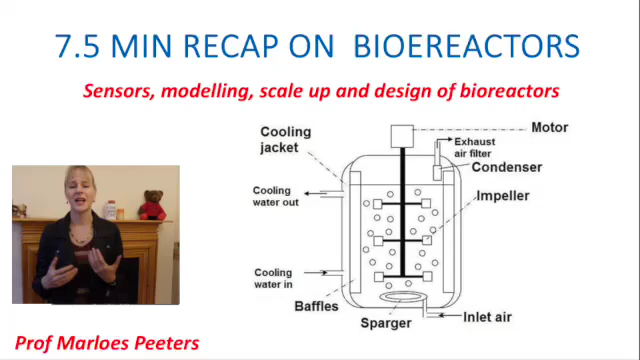 7.5 MIN RECAP ON BIOEREACTORS
Sensors, modelling, scale up and design of bioreactors
Cooling
jacket
Motor
Exhaust
air filter
Condenser
Cooling
water out
Impeller
Cooling
water in
Baffles
Sparger
Inlet air
Prof Marloes Peeters